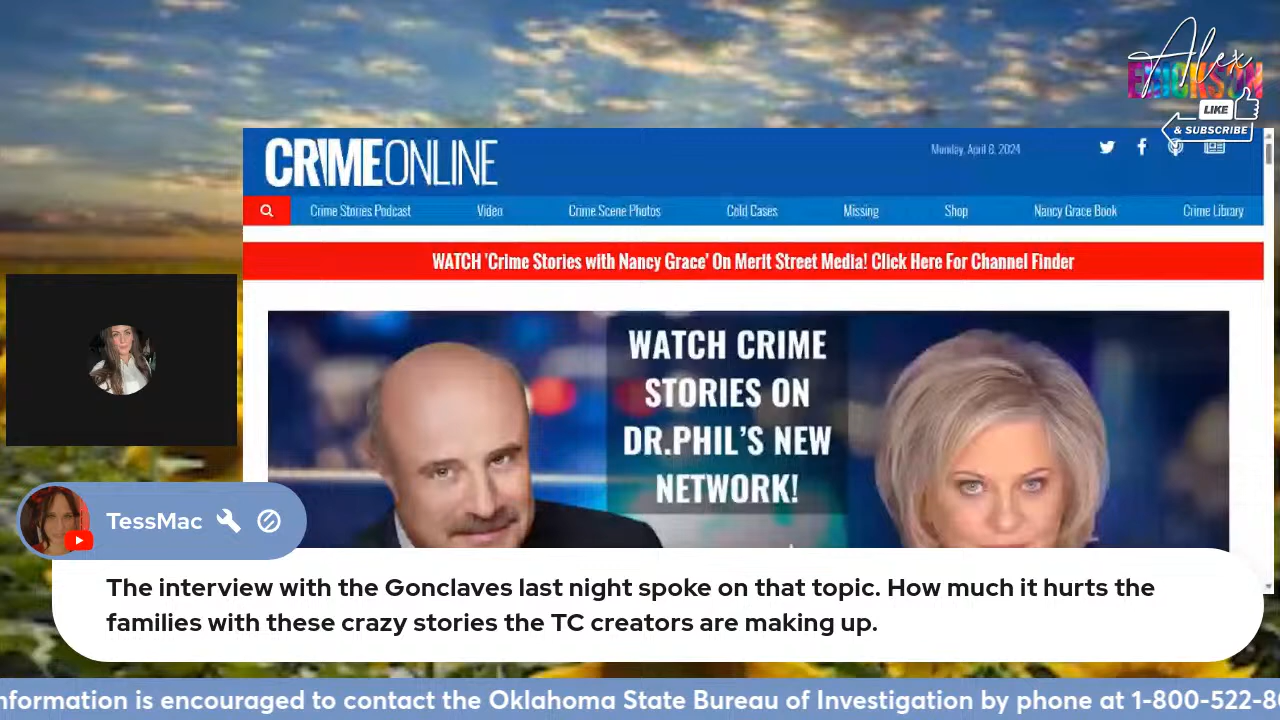 Alex
ERICKSON
LIKE
& SUBSCRIBE
CRIMEONLINE
Monday, April 8, 2024
Crime Stories Podcast
Video
Crime Scene Photos
Cold Cases
Missing
Shop
Nancy Grace Book
Crime Library
WATCH 'Crime Stories with Nancy Grace' On Merit Street Media! Click Here For Channel Finder
WATCH CRIME
STORIES ON
DR.PHIL'S NEW
NETWORK!
TessMac
The interview with the Gonclaves last night spoke on that topic. How much it hurts the
families with these crazy stories the TC creators are making up.
nformation is encouraged to contact the Oklahoma State Bureau of Investigation by phone at 1-800-522-8